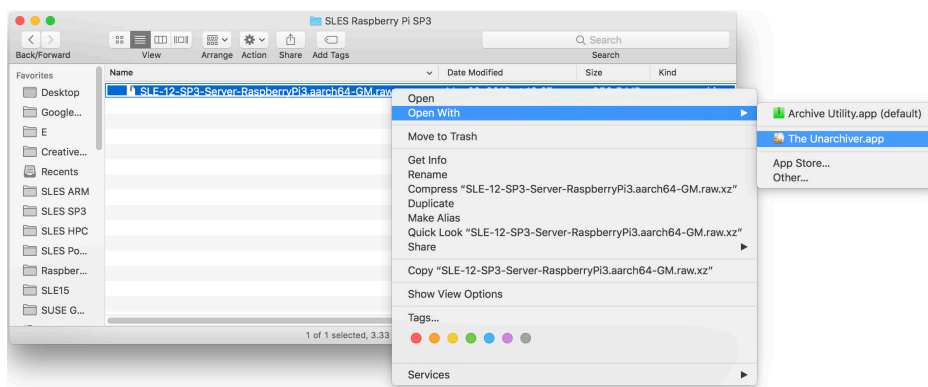 SLES Raspberry Pi SP3
Search
Back/Forward View Arrange Action Share Add Tags Search
Favorites
Name Date Modified Size Kind
Desktop
Google...
E
Creative...
Recents
SLES ARM
SLES SP3
SLES HPC
SLES Po...
Raspber...
SLE15
SUSE G...
SLE-12-SP3-Server-RaspberryPi3.aarch64-GM.raw
1 of 1 selected, 3.33
Open
Open With
Move to Trash
Get Info
Rename
Compress “SLE-12-SP3-Server-RaspberryPi3.aarch64-GM.raw.xz”
Duplicate
Make Alias
Quick Look “SLE-12-SP3-Server-RaspberryPi3.aarch64-GM.raw.xz”
Share
Copy “SLE-12-SP3-Server-RaspberryPi3.aarch64-GM.raw.xz”
Show View Options
Tags...
Services
Archive Utility.app (default)
The Unarchiver.app
App Store...
Other...